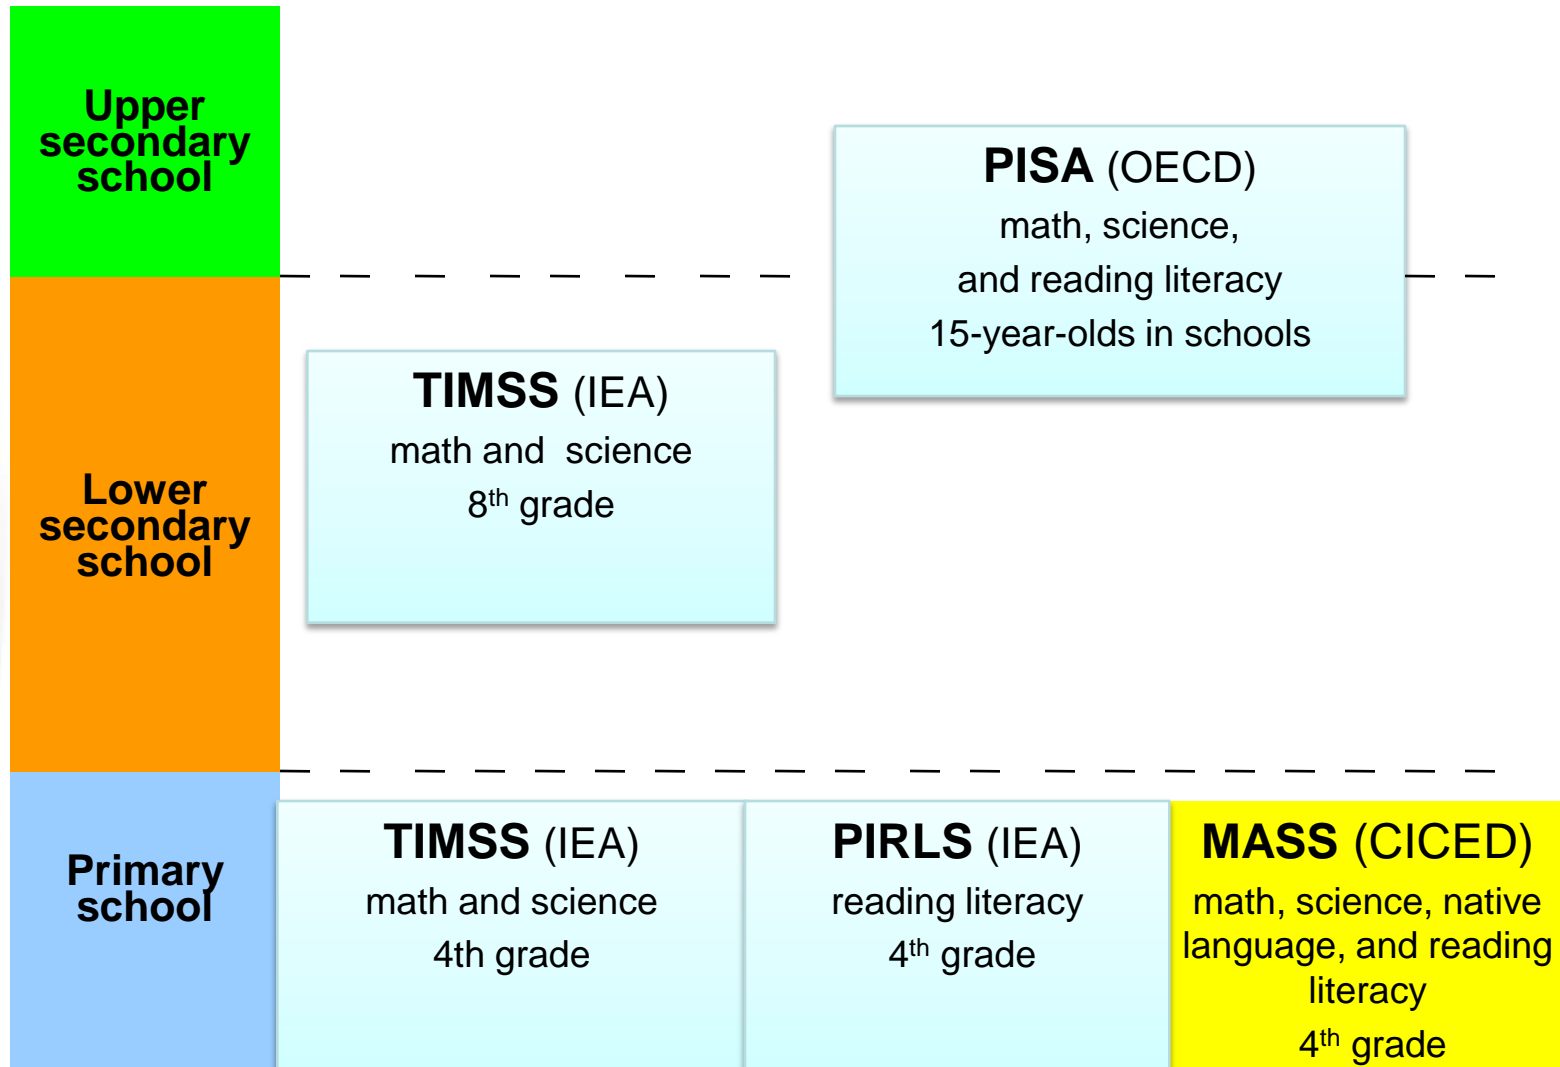 Upper
secondary
school
PISA (OECD)
math, science,
and reading literacy
15-year-olds in schools
TIMSS (IEA)
math and  science
8th grade
Lower
secondary
school
Primary
school
TIMSS (IEA)
math and science
4th grade
PIRLS (IEA)
reading literacy
4th grade
MASS (CICED)
math, science, native
language, and reading
literacy
4th grade